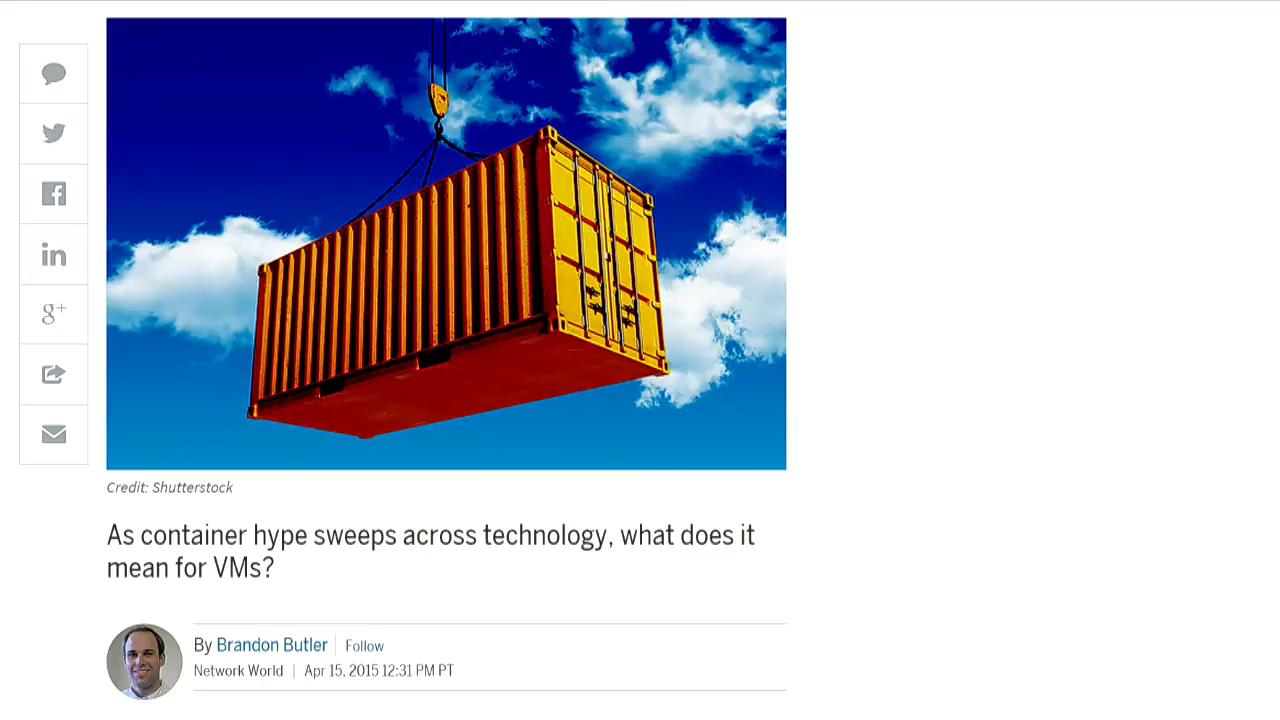 g+
Credit: Shutterstock
As container hype sweeps across technology, what does it
mean for VMs?
By Brandon Butler | Follow
Network World | Apr 15, 2015 12:31 PM PT